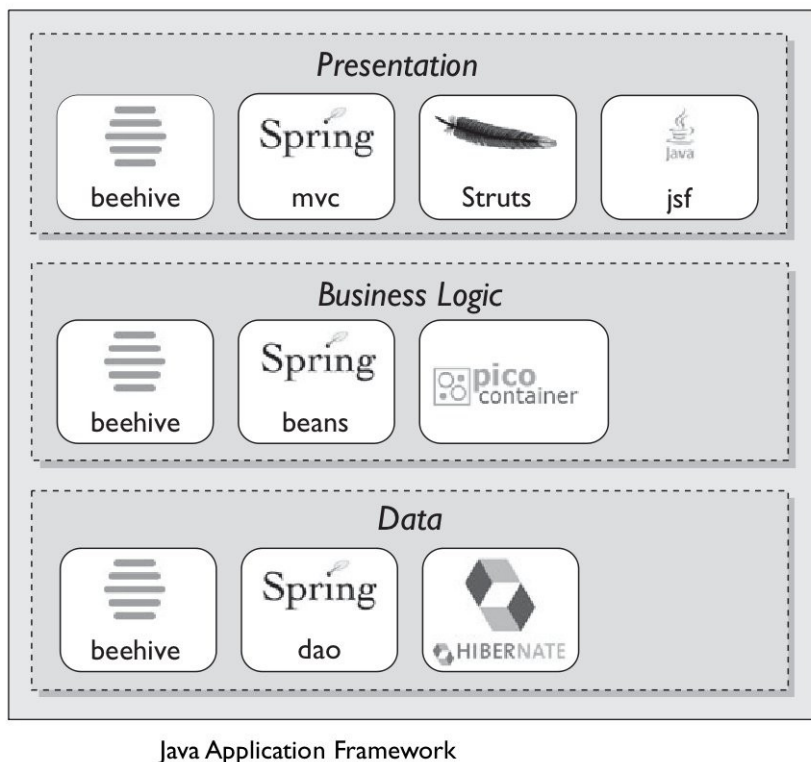 Presentation
beehive
Spring
mvc
Struts
Java
jsf
Business Logic
beehive
Spring
beans
pico
container
Data
beehive
Spring
dao
HIBERNATE
Java Application Framework